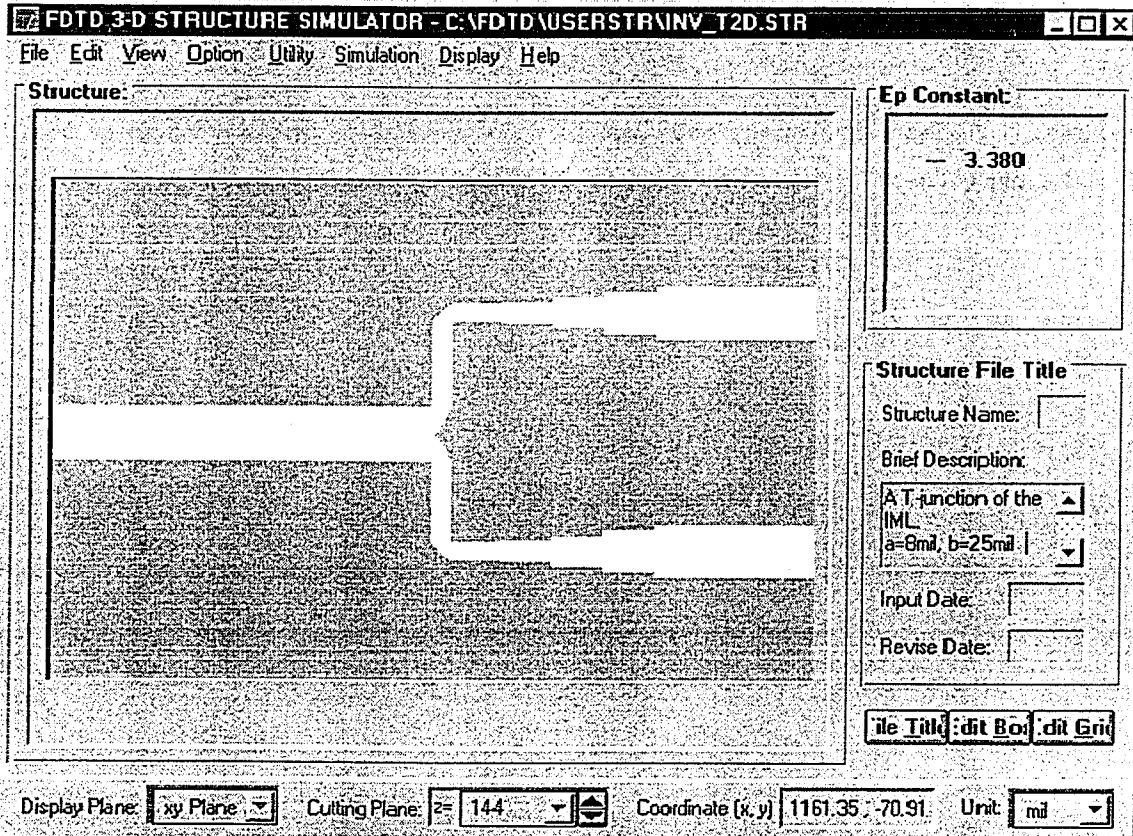 FDTD 3-D STRUCTURE SIMULATOR - C:\FDTD\USERSTR\INV_T2D.STR
File Edit View Option Utility Simulation Display Help
Structure:
Ep Constant:
— 3.380
Structure File Title
Structure Name:
Brief Description:
A T-junction of the
IML.
a=8mil, b=25mil
Input Date:
Revise Date:
ile Title dit Bo dit Gri
Display Plane: xy Plane Cutting Plane: z= 144 Coordinate (x, y) 1161.35 , -70.91 Unit: mil